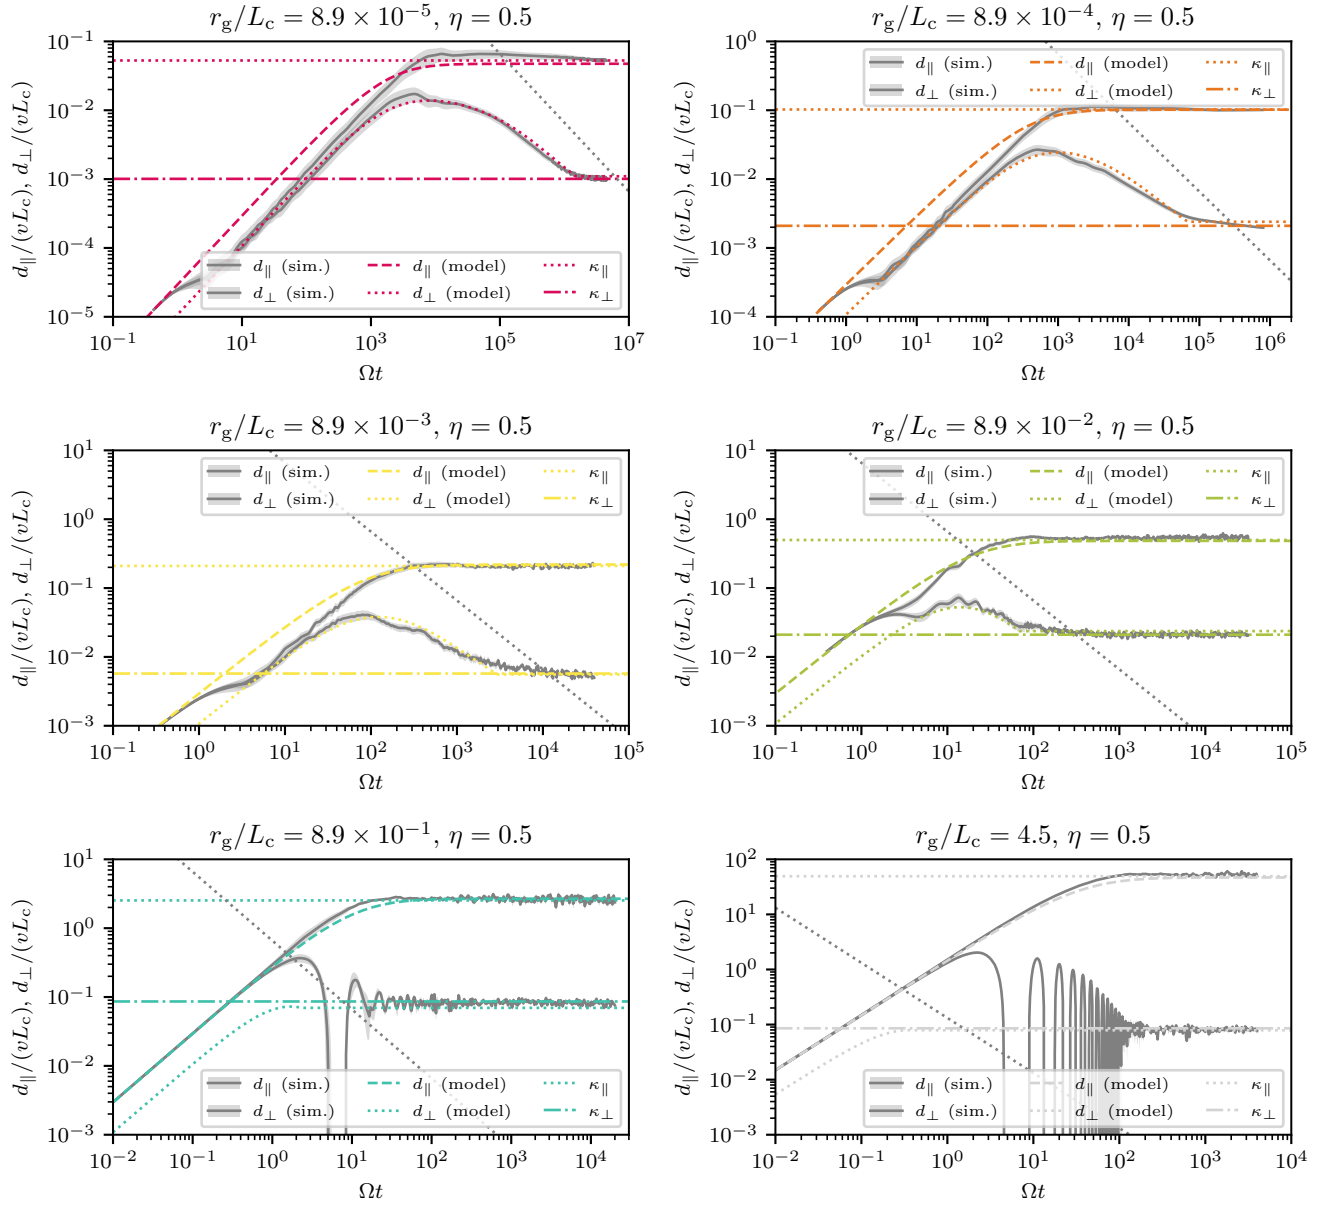 r_g/L_c = 8.9 × 10^−5, η = 0.5
10^−1
10^−2
10^−3
10^−4
10^−5
d_∥/(vL_c), d_⊥/(vL_c)
d_∥ (sim.) d_∥ (model) κ_∥
d_⊥ (sim.) d_⊥ (model) κ_⊥
10^−1 10^1 10^3 10^5 10^7
Ωt
r_g/L_c = 8.9 × 10^−4, η = 0.5
10^0
10^−1
10^−2
10^−3
10^−4
d_∥/(vL_c), d_⊥/(vL_c)
d_∥ (sim.) d_∥ (model) κ_∥
d_⊥ (sim.) d_⊥ (model) κ_⊥
10^−1 10^0 10^1 10^2 10^3 10^4 10^5 10^6
Ωt
r_g/L_c = 8.9 × 10^−3, η = 0.5
10^1
10^0
10^−1
10^−2
10^−3
d_∥/(vL_c), d_⊥/(vL_c)
d_∥ (sim.) d_∥ (model) κ_∥
d_⊥ (sim.) d_⊥ (model) κ_⊥
10^−1 10^0 10^1 10^2 10^3 10^4 10^5
Ωt
r_g/L_c = 8.9 × 10^−2, η = 0.5
10^1
10^0
10^−1
10^−2
10^−3
d_∥/(vL_c), d_⊥/(vL_c)
d_∥ (sim.) d_∥ (model) κ_∥
d_⊥ (sim.) d_⊥ (model) κ_⊥
10^−1 10^0 10^1 10^2 10^3 10^4 10^5
Ωt
r_g/L_c = 8.9 × 10^−1, η = 0.5
10^1
10^0
10^−1
10^−2
10^−3
d_∥/(vL_c), d_⊥/(vL_c)
d_∥ (sim.) d_∥ (model) κ_∥
d_⊥ (sim.) d_⊥ (model) κ_⊥
10^−2 10^−1 10^0 10^1 10^2 10^3 10^4
Ωt
r_g/L_c = 4.5, η = 0.5
10^2
10^1
10^0
10^−1
10^−2
10^−3
d_∥/(vL_c), d_⊥/(vL_c)
d_∥ (sim.) d_∥ (model) κ_∥
d_⊥ (sim.) d_⊥ (model) κ_⊥
10^−2 10^−1 10^0 10^1 10^2 10^3 10^4
Ωt